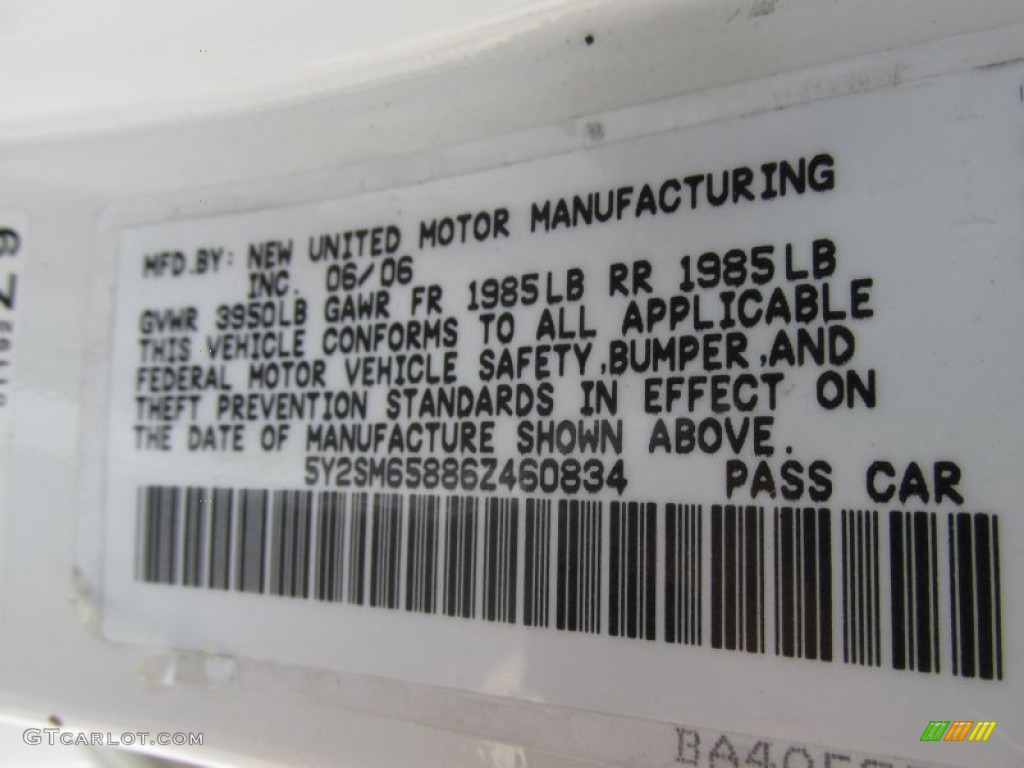 MFD.BY: NEW UNITED MOTOR MANUFACTURING
INC. 06/06
GVWR 3950LB GAWR FR 1985LB RR 1985LB
THIS VEHICLE CONFORMS TO ALL APPLICABLE
FEDERAL MOTOR VEHICLE SAFETY,BUMPER,AND
THEFT PREVENTION STANDARDS IN EFFECT ON
THE DATE OF MANUFACTURE SHOWN ABOVE.
5Y2SM65886Z460834 PASS CAR
GTCARLOT.COM